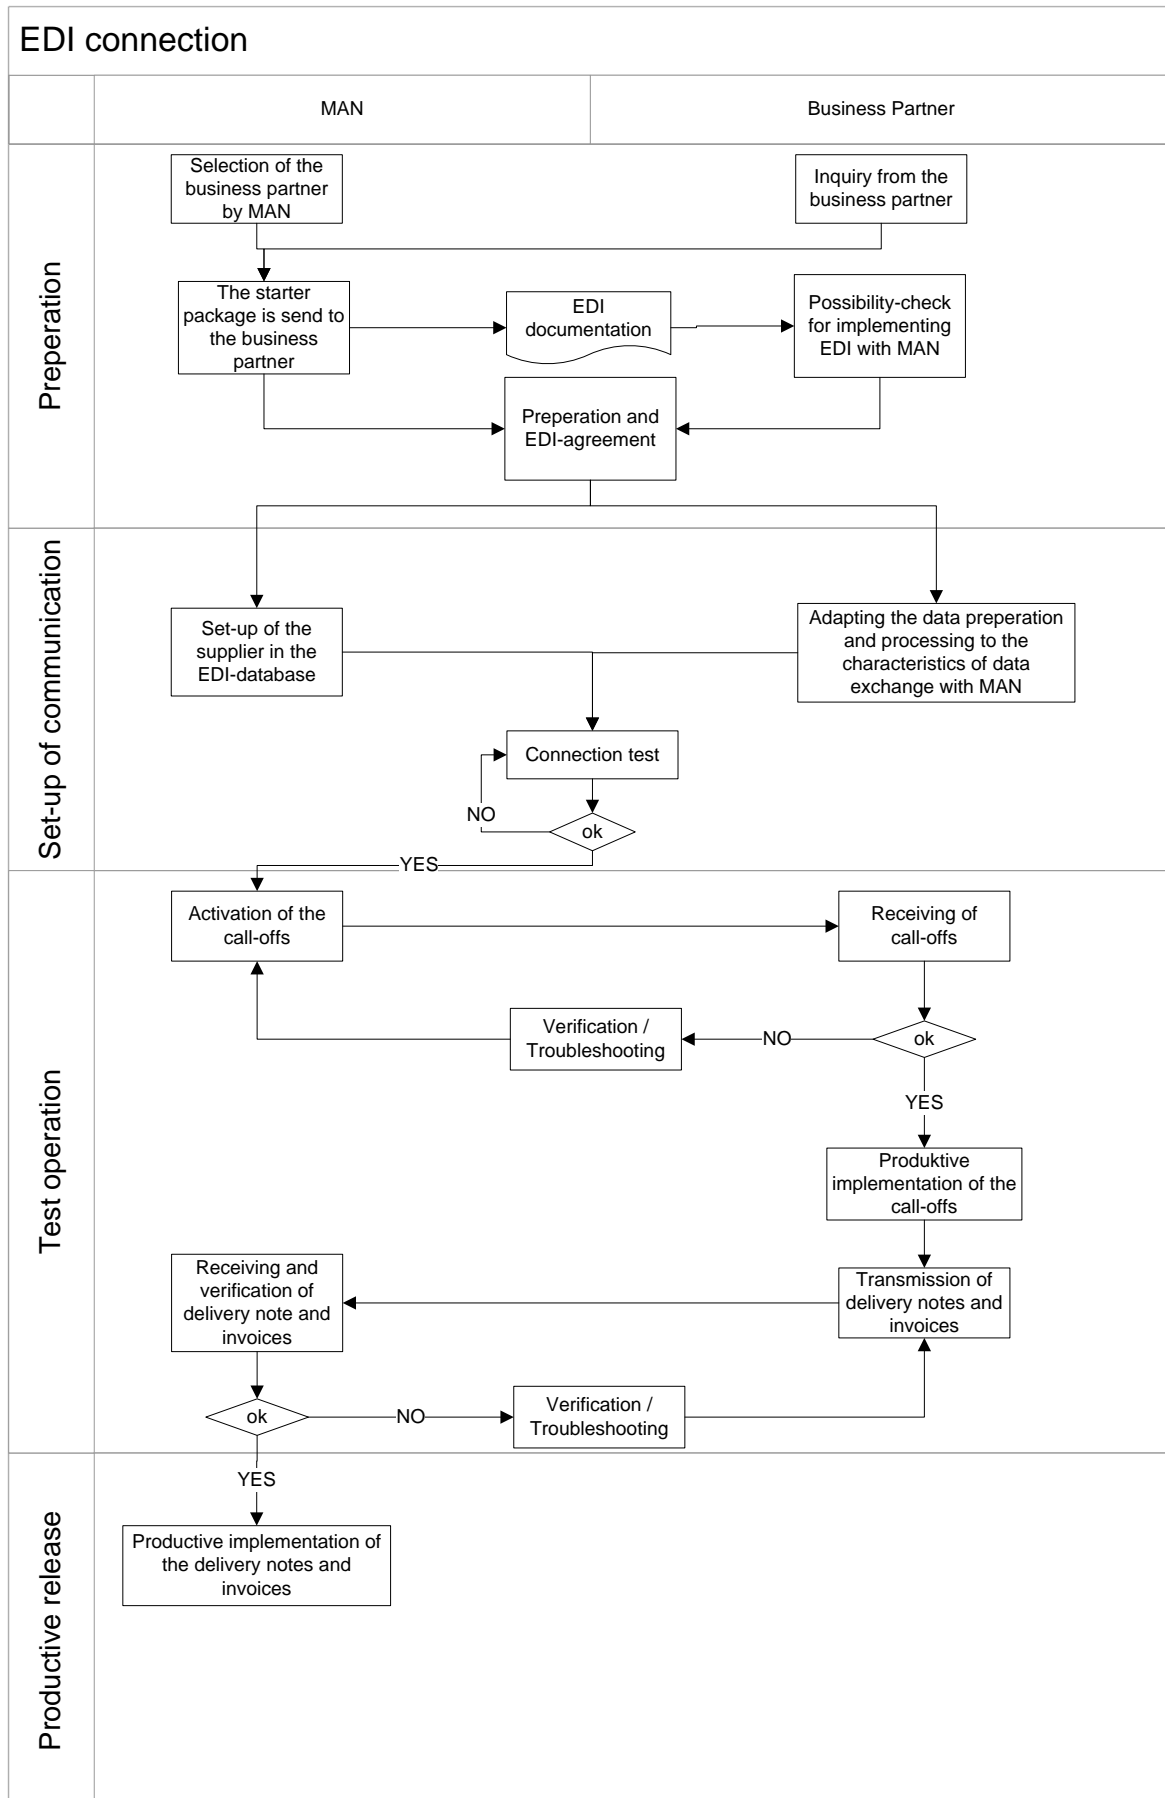 EDI connection
MAN
Business Partner
Preperation
Selection of the
business partner
by MAN
Inquiry from the
business partner
The starter
package is send to
the business
partner
EDI
documentation
Possibility-check
for implementing
EDI with MAN
Preperation and
EDI-agreement
Set-up of communication
Set-up of the
supplier in the
EDI-database
Adapting the data preperation
and processing to the
characteristics of data
exchange with MAN
Connection test
NO
ok
YES
Test operation
Activation of the
call-offs
Receiving of
call-offs
Verification /
Troubleshooting
NO
ok
YES
Produktive
implementation of the
call-offs
Receiving and
verification of
delivery note and
invoices
Transmission of
delivery notes and
invoices
ok
NO
Verification /
Troubleshooting
YES
Productive release
Productive implementation of
the delivery notes and
invoices